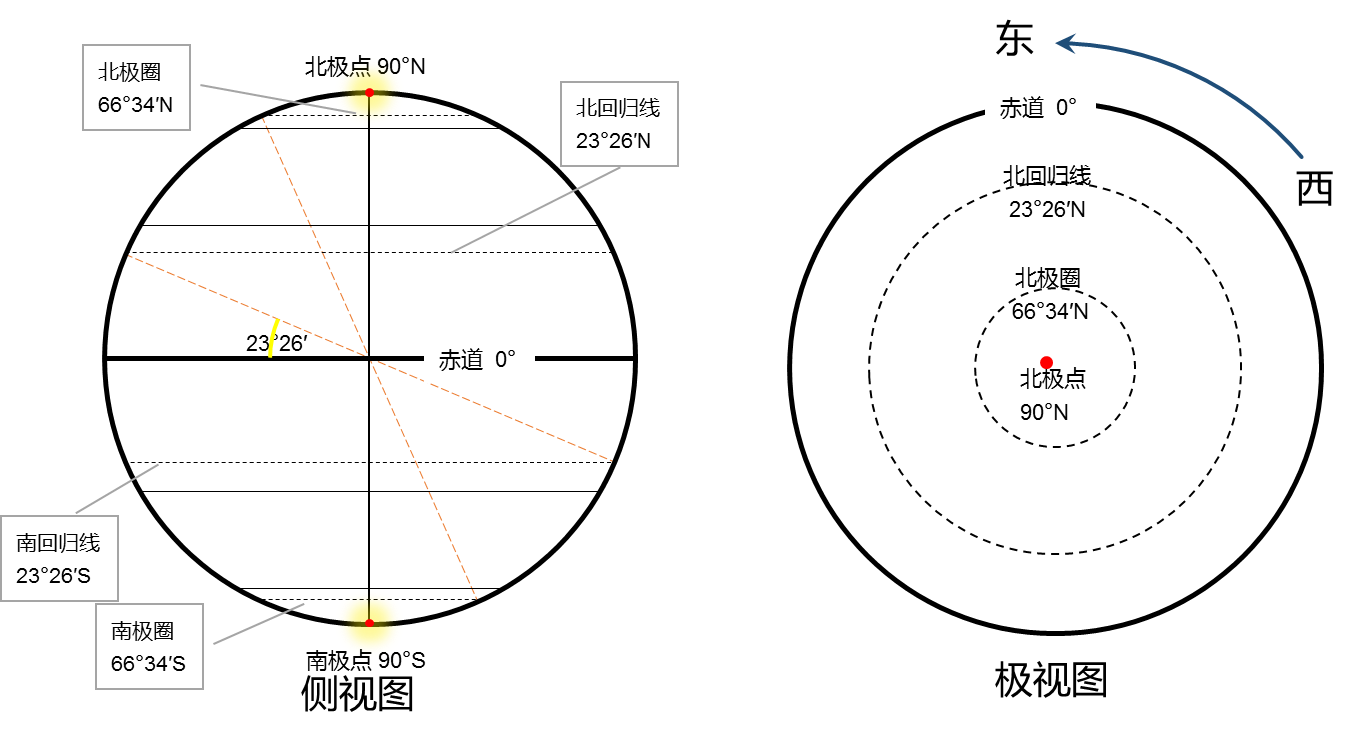 北极点 90°N
北极圈
66°34′N
北回归线
23°26′N
23°26′
赤道 0°
南回归线
23°26′S
南极圈
66°34′S
南极点 90°S
侧视图
东
西
赤道 0°
北回归线
23°26′N
北极圈
66°34′N
北极点
90°N
极视图